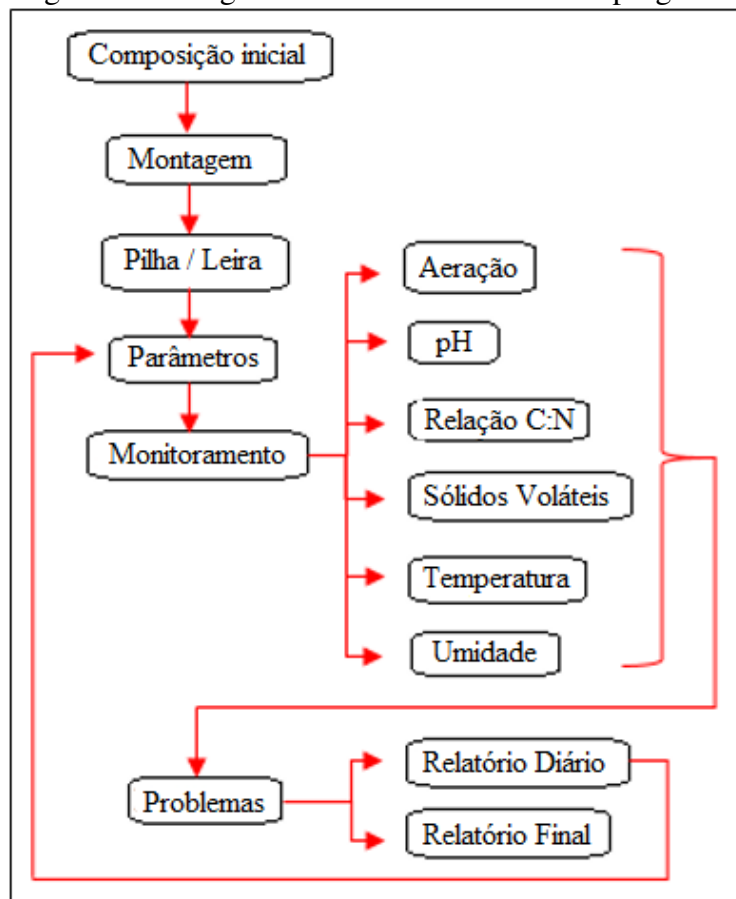 Composição inicial
Montagem
Pilha / Leira
Parâmetros
Monitoramento
Aeração
pH
Relação C:N
Sólidos Voláteis
Temperatura
Umidade
Problemas
Relatório Diário
Relatório Final